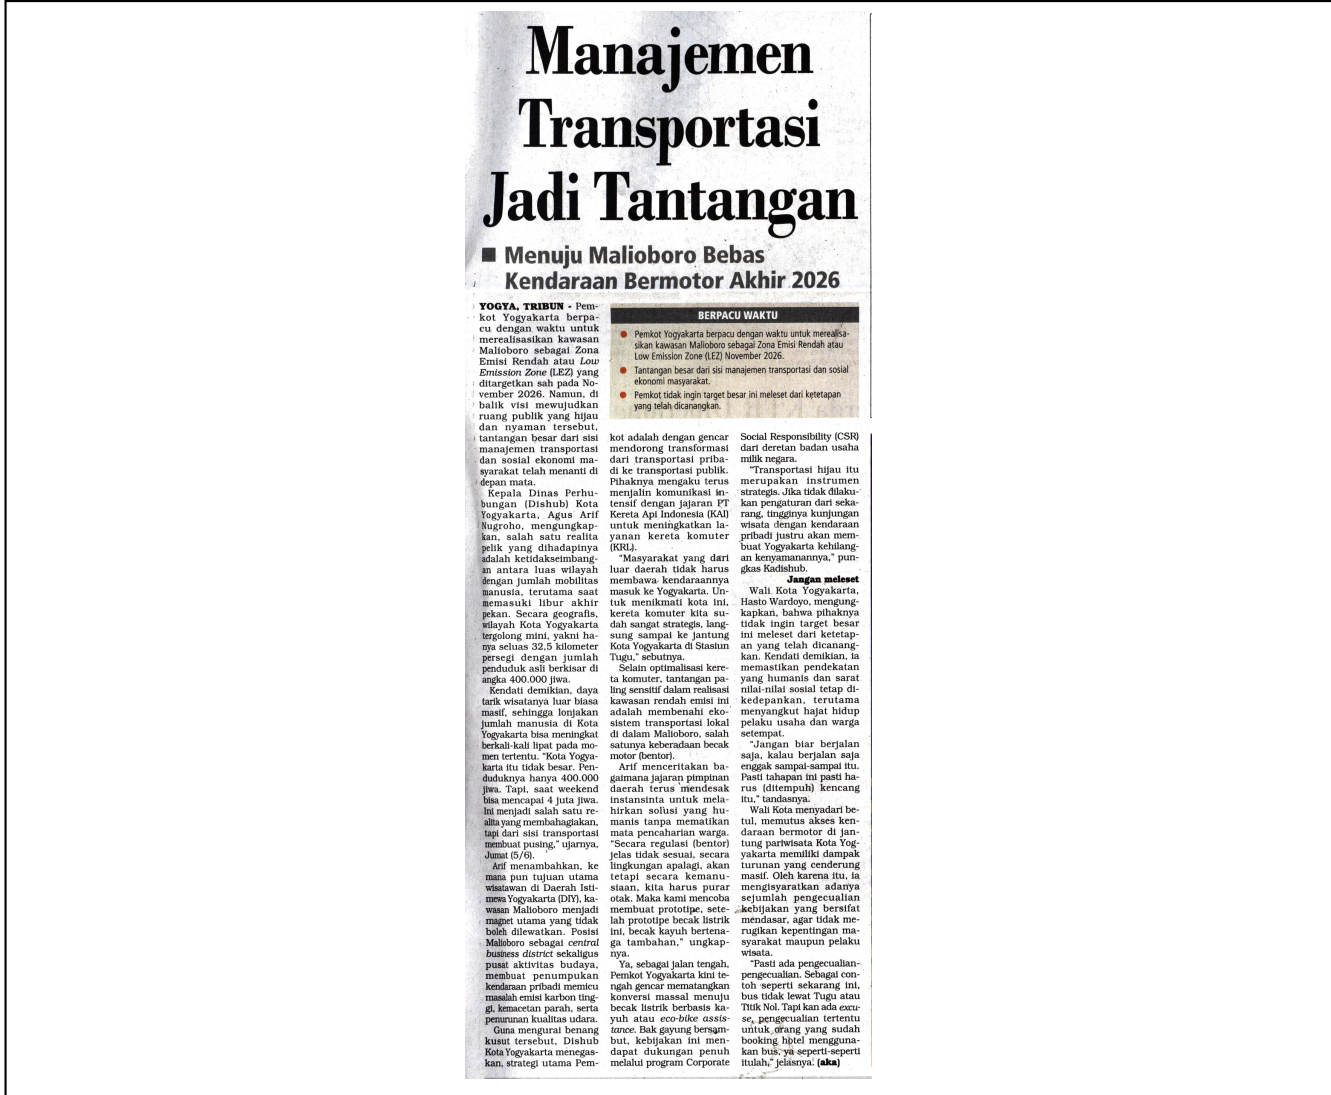 Manajemen
Transportasi
Jadi Tantangan
■ Menuju Malioboro Bebas
Kendaraan Bermotor Akhir 2026
YOGYA, TRIBUN - Pem-
kot Yogyakarta berpa-
cu dengan waktu untuk
merealisasikan kawasan
Malioboro sebagai Zona
Emisi Rendah atau Low
Emission Zone (LEZ) yang
ditargetkan sah pada No-
vember 2026. Namun, di
balik visi mewujudkan
ruang publik yang hijau
dan nyaman tersebut,
tantangan besar dari sisi
manajemen transportasi
dan sosial ekonomi ma-
syarakat telah menanti di
depan mata.
Kepala Dinas Perhu-
bungan (Dishub) Kota
Yogyakarta, Agus Arif
Nugroho, mengungkap-
kan, salah satu realita
pelik yang dihadapinya
adalah ketidakseimbang-
an antara luas wilayah
dengan jumlah mobilitas
manusia, terutama saat
memasuki libur akhir
pekan. Secara geografis,
wilayah Kota Yogyakarta
tergolong mini, yakni ha-
nya seluas 32,5 kilometer
persegi dengan jumlah
penduduk asli berkisar di
angka 400.000 jiwa.
Kendati demikian, daya
tarik wisatanya luar biasa
masif, sehingga lonjakan
jumlah manusia di Kota
Yogyakarta bisa meningkat
berkali-kali lipat pada mo-
men tertentu. "Kota Yogya-
karta itu tidak besar. Pen-
duduknya hanya 400.000
jiwa. Tapi, saat weekend
bisa mencapai 4 juta jiwa.
Ini menjadi salah satu re-
alita yang membahagiakan,
tapi dari sisi transportasi
membuat pusing," ujarnya,
Jumat (5/6).
Arif menambahkan, ke
mana pun tujuan utama
wisatawan di Daerah Isti-
mewa Yogyakarta (DIY), ka-
wasan Malioboro menjadi
magnet utama yang tidak
boleh dilewatkan. Posisi
Malioboro sebagai central
business district sekaligus
pusat aktivitas budaya,
membuat penumpukan
kendaraan pribadi memicu
masalah emisi karbon ting-
gi, kemacetan parah, serta
penurunan kualitas udara.
Guna mengurai benang
kusut tersebut, Dishub
Kota Yogyakarta menegas-
kan, strategi utama Pem-
BERPACU WAKTU
● Pemkot Yogyakarta berpacu dengan waktu untuk merealisa-
sikan kawasan Malioboro sebagai Zona Emisi Rendah atau
Low Emission Zone (LEZ) November 2026.
● Tantangan besar dari sisi manajemen transportasi dan sosial
ekonomi masyarakat.
● Pemkot tidak ingin target besar ini meleset dari ketetapan
yang telah dicanangkan.
kot adalah dengan gencar
mendorong transformasi
dari transportasi priba-
di ke transportasi publik.
Pihaknya mengaku terus
menjalin komunikasi in-
tensif dengan jajaran PT
Kereta Api Indonesia (KAI)
untuk meningkatkan la-
yanan kereta komuter
(KRL).
"Masyarakat yang dari
luar daerah tidak harus
membawa kendaraannya
masuk ke Yogyakarta. Un-
tuk menikmati kota ini,
kereta komuter kita su-
dah sangat strategis, lang-
sung sampai ke jantung
Kota Yogyakarta di Stasiun
Tugu," sebutnya.
Selain optimalisasi kere-
ta komuter, tantangan pa-
ling sensitif dalam realisasi
kawasan rendah emisi ini
adalah membenahi eko-
sistem transportasi lokal
di dalam Malioboro, salah
satunya keberadaan becak
motor (bentor).
Arif menceritakan ba-
gaimana jajaran pimpinan
daerah terus mendesak
instansinta untuk mela-
hirkan solusi yang hu-
manis tanpa mematikan
mata pencaharian warga.
"Secara regulasi (bentor)
jelas tidak sesuai, secara
lingkungan apalagi, akan
tetapi secara kemanu-
siaan, kita harus purar
otak. Maka kami mencoba
membuat prototipe, sete-
lah prototipe becak listrik
ini, becak kayuh bertena-
ga tambahan," ungkap-
nya.
Ya, sebagai jalan tengah,
Pemkot Yogyakarta kini te-
ngah gencar mematangkan
konversi massal menuju
becak listrik berbasis ka-
yuh atau eco-bike assis-
tance. Bak gayung bersam-
but, kebijakan ini men-
dapat dukungan penuh
melalui program Corporate
Social Responsibility (CSR)
dari deretan badan usaha
milik negara.
"Transportasi hijau itu
merupakan instrumen
strategis. Jika tidak dilaku-
kan pengaturan dari seka-
rang, tingginya kunjungan
wisata dengan kendaraan
pribadi justru akan mem-
buat Yogyakarta kehilang-
an kenyamanannya," pun-
gkas Kadishub.
Jangan meleset
Wali Kota Yogyakarta,
Hasto Wardoyo, mengung-
kapkan, bahwa pihaknya
tidak ingin target besar
ini meleset dari ketetap-
an yang telah dicanang-
kan. Kendati demikian, ia
memastikan pendekatan
yang humanis dan sarat
nilai-nilai sosial tetap di-
kedepankan, terutama
menyangkut hajat hidup
pelaku usaha dan warga
setempat.
"Jangan biar berjalan
saja, kalau berjalan saja
enggak sampai-sampai itu.
Pasti tahapan ini pasti ha-
rus (ditempuh) kencang
itu," tandasnya.
Wali Kota menyadari be-
tul, memutus akses ken-
daraan bermotor di jan-
tung pariwisata Kota Yog-
yakarta memiliki dampak
turunan yang cenderung
masif. Oleh karena itu, ia
mengisyaratkan adanya
sejumlah pengecualian
kebijakan yang bersifat
mendasar, agar tidak me-
rugikan kepentingan ma-
syarakat maupun pelaku
wisata.
"Pasti ada pengecualian-
pengecualian. Sebagai con-
toh seperti sekarang ini,
bus tidak lewat Tugu atau
Titik Nol. Tapi kan ada excu-
se, pengecualian tertentu
untuk orang yang sudah
booking hotel mengguna-
kan bus, ya seperti-seperti
itulah," jelasnya. (aka)